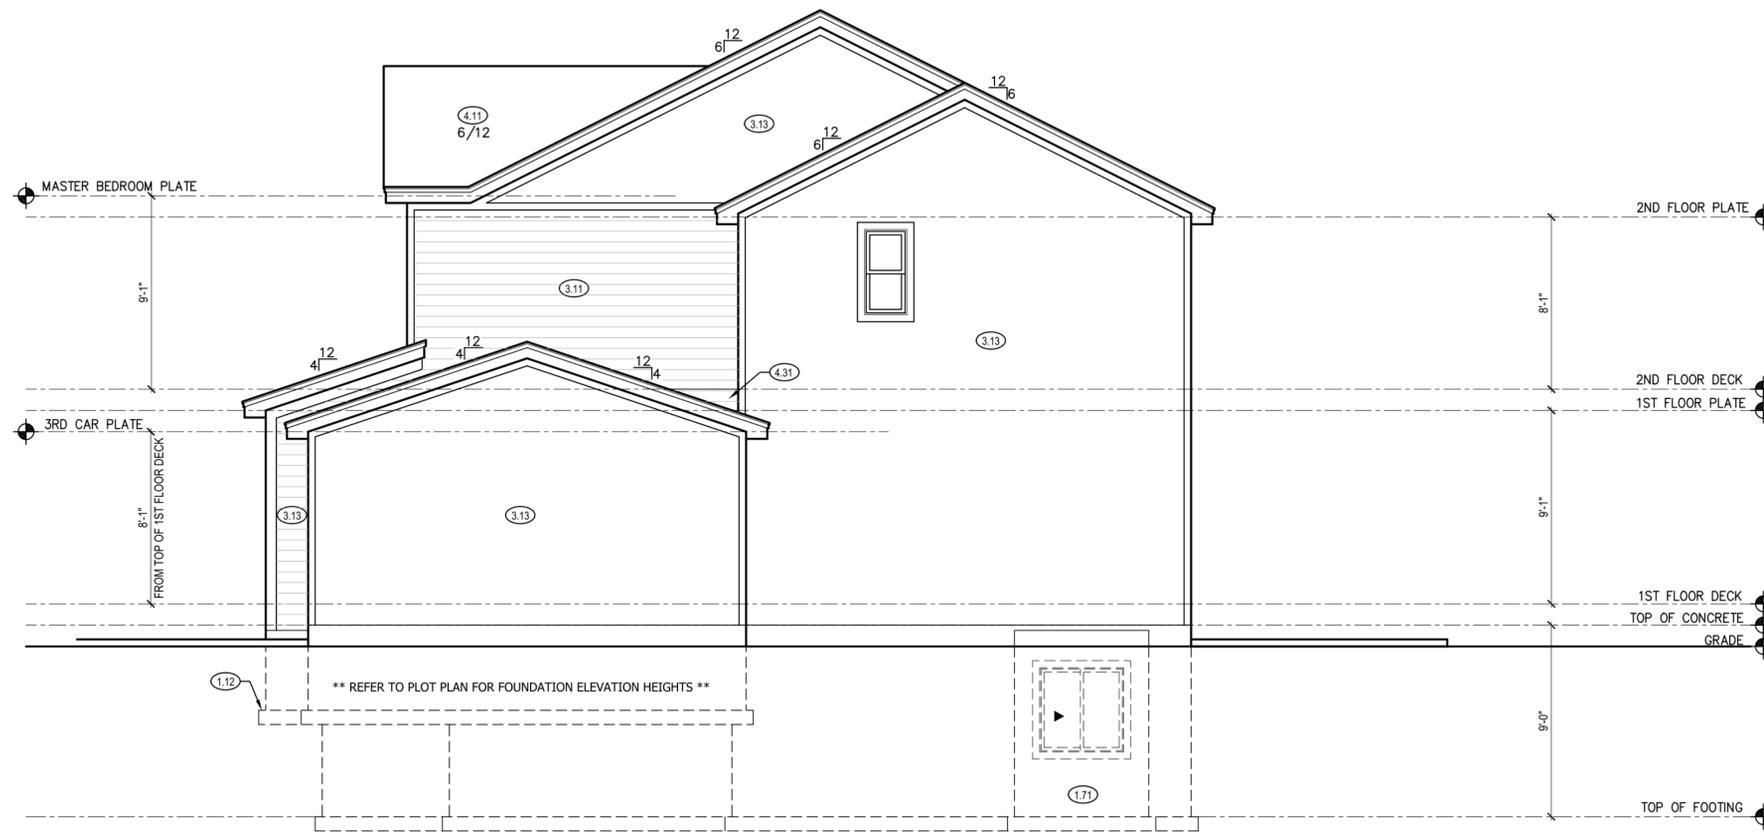 12
6
12
6
4.11
6/12
3.13
12
6
MASTER BEDROOM PLATE
2ND FLOOR PLATE
9'-1"
3.11
8'-1"
3.13
12
4
12
4
12
4
4.31
2ND FLOOR DECK
1ST FLOOR PLATE
3RD CAR PLATE
8'-1"
FROM TOP OF 1ST FLOOR DECK
3.13
3.13
9'-1"
1ST FLOOR DECK
TOP OF CONCRETE
GRADE
1.12
** REFER TO PLOT PLAN FOR FOUNDATION ELEVATION HEIGHTS **
9'-0"
1.71
TOP OF FOOTING